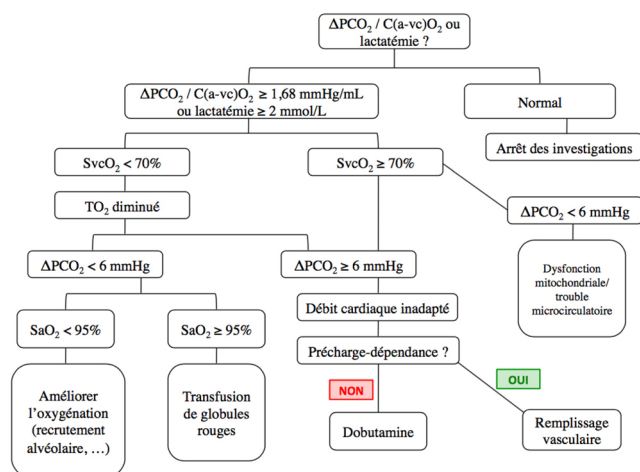 ΔPCO₂ / C(a-vc)O₂ ou
lactatémie ?
ΔPCO₂ / C(a-vc)O₂ ≥ 1,68 mmHg/mL
ou lactatémie ≥ 2 mmol/L
Normal
Arrêt des investigations
SvcO₂ < 70%
SvcO₂ ≥ 70%
TO₂ diminué
ΔPCO₂ < 6 mmHg
ΔPCO₂ < 6 mmHg
ΔPCO₂ ≥ 6 mmHg
Dysfonction
mitochondriale/
trouble
microcirculatoire
Débit cardiaque inadapté
SaO₂ < 95%
SaO₂ ≥ 95%
Précharge-dépendance ?
NON
OUI
Améliorer
l’oxygénation
(recrutement
alvéolaire, …)
Transfusion
de globules
rouges
Dobutamine
Remplissage
vasculaire